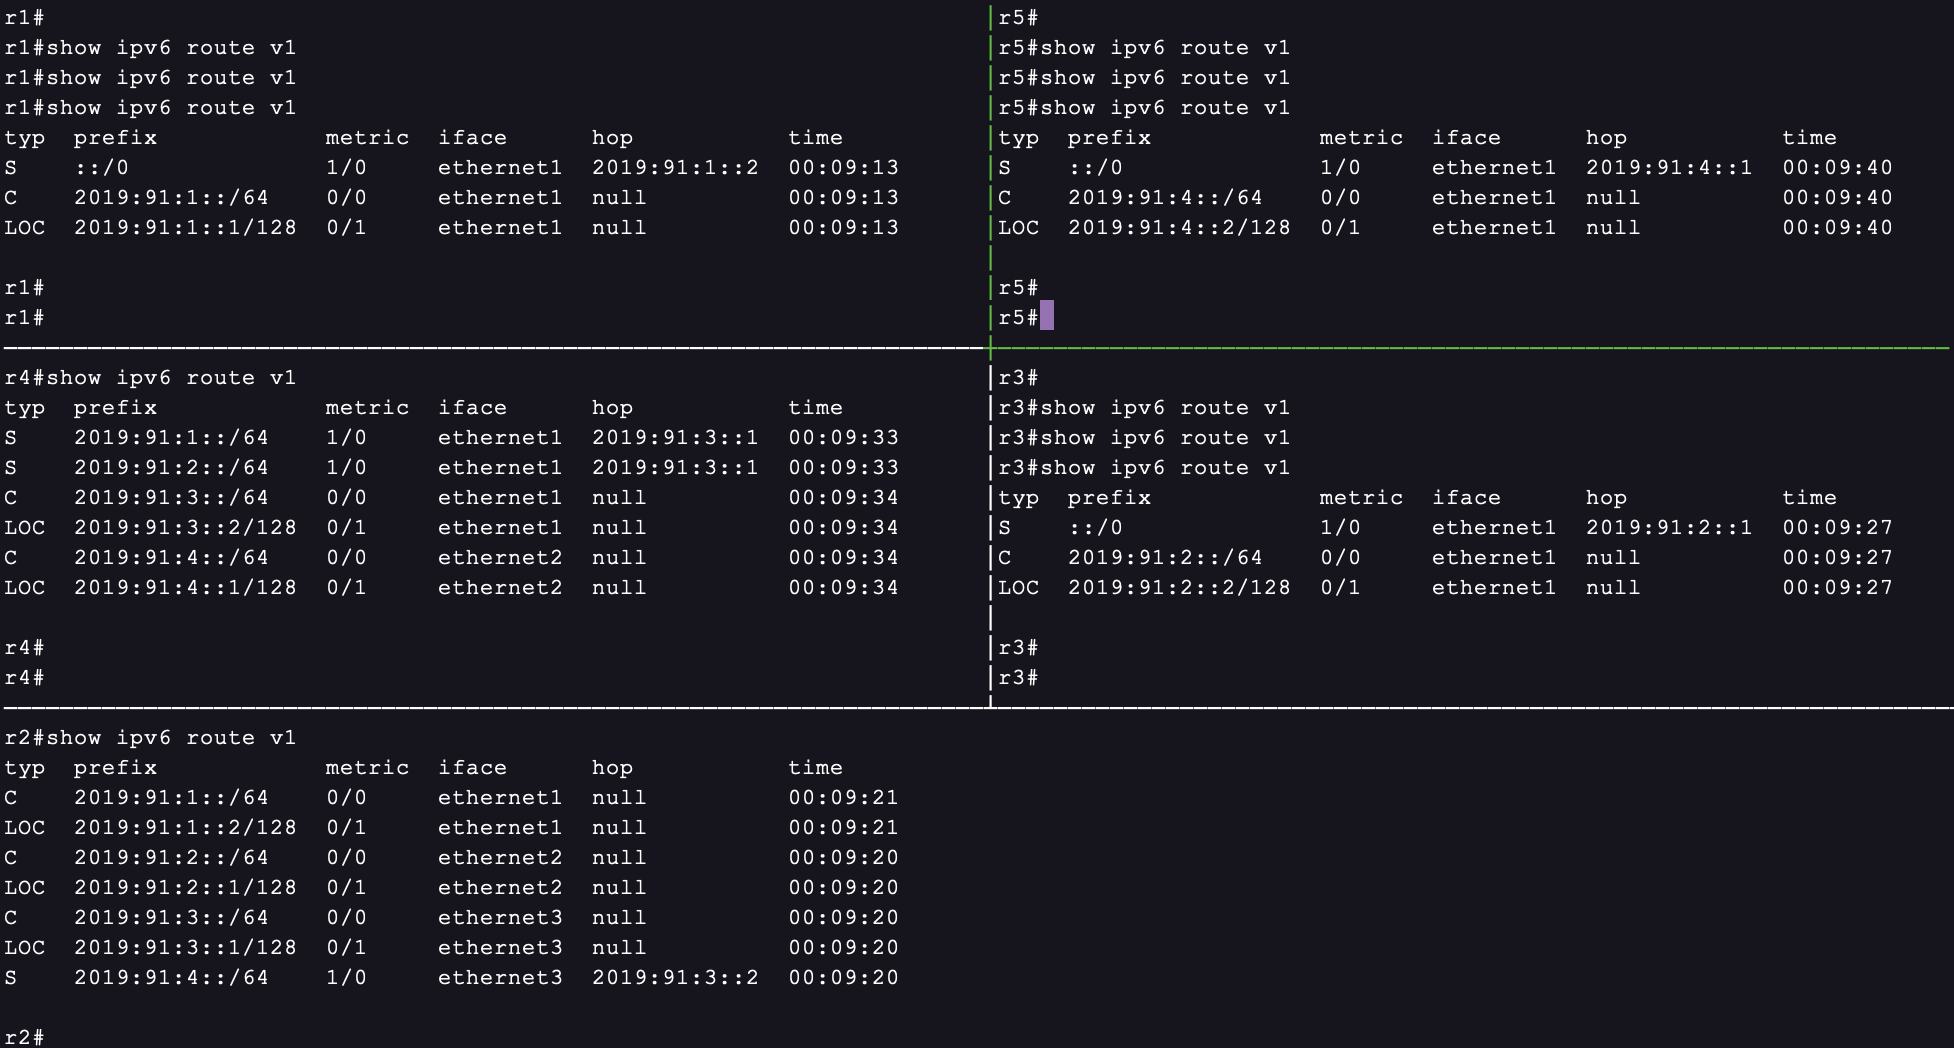 r1#
r1#show ipv6 route v1
r1#show ipv6 route v1
r1#show ipv6 route v1
typ prefix metric iface hop time
S ::/0 1/0 ethernet1 2019:91:1::2 00:09:13
C 2019:91:1::/64 0/0 ethernet1 null 00:09:13
LOC 2019:91:1::1/128 0/1 ethernet1 null 00:09:13
r1#
r1#
r5#
r5#show ipv6 route v1
r5#show ipv6 route v1
r5#show ipv6 route v1
typ prefix metric iface hop time
S ::/0 1/0 ethernet1 2019:91:4::1 00:09:40
C 2019:91:4::/64 0/0 ethernet1 null 00:09:40
LOC 2019:91:4::2/128 0/1 ethernet1 null 00:09:40
r5#
r5#
r4#show ipv6 route v1
typ prefix metric iface hop time
S 2019:91:1::/64 1/0 ethernet1 2019:91:3::1 00:09:33
S 2019:91:2::/64 1/0 ethernet1 2019:91:3::1 00:09:33
C 2019:91:3::/64 0/0 ethernet1 null 00:09:34
LOC 2019:91:3::2/128 0/1 ethernet1 null 00:09:34
C 2019:91:4::/64 0/0 ethernet2 null 00:09:34
LOC 2019:91:4::1/128 0/1 ethernet2 null 00:09:34
r4#
r4#
r3#
r3#show ipv6 route v1
r3#show ipv6 route v1
r3#show ipv6 route v1
typ prefix metric iface hop time
S ::/0 1/0 ethernet1 2019:91:2::1 00:09:27
C 2019:91:2::/64 0/0 ethernet1 null 00:09:27
LOC 2019:91:2::2/128 0/1 ethernet1 null 00:09:27
r3#
r3#
r2#show ipv6 route v1
typ prefix metric iface hop time
C 2019:91:1::/64 0/0 ethernet1 null 00:09:21
LOC 2019:91:1::2/128 0/1 ethernet1 null 00:09:21
C 2019:91:2::/64 0/0 ethernet2 null 00:09:20
LOC 2019:91:2::1/128 0/1 ethernet2 null 00:09:20
C 2019:91:3::/64 0/0 ethernet3 null 00:09:20
LOC 2019:91:3::1/128 0/1 ethernet3 null 00:09:20
S 2019:91:4::/64 1/0 ethernet3 2019:91:3::2 00:09:20
r2#